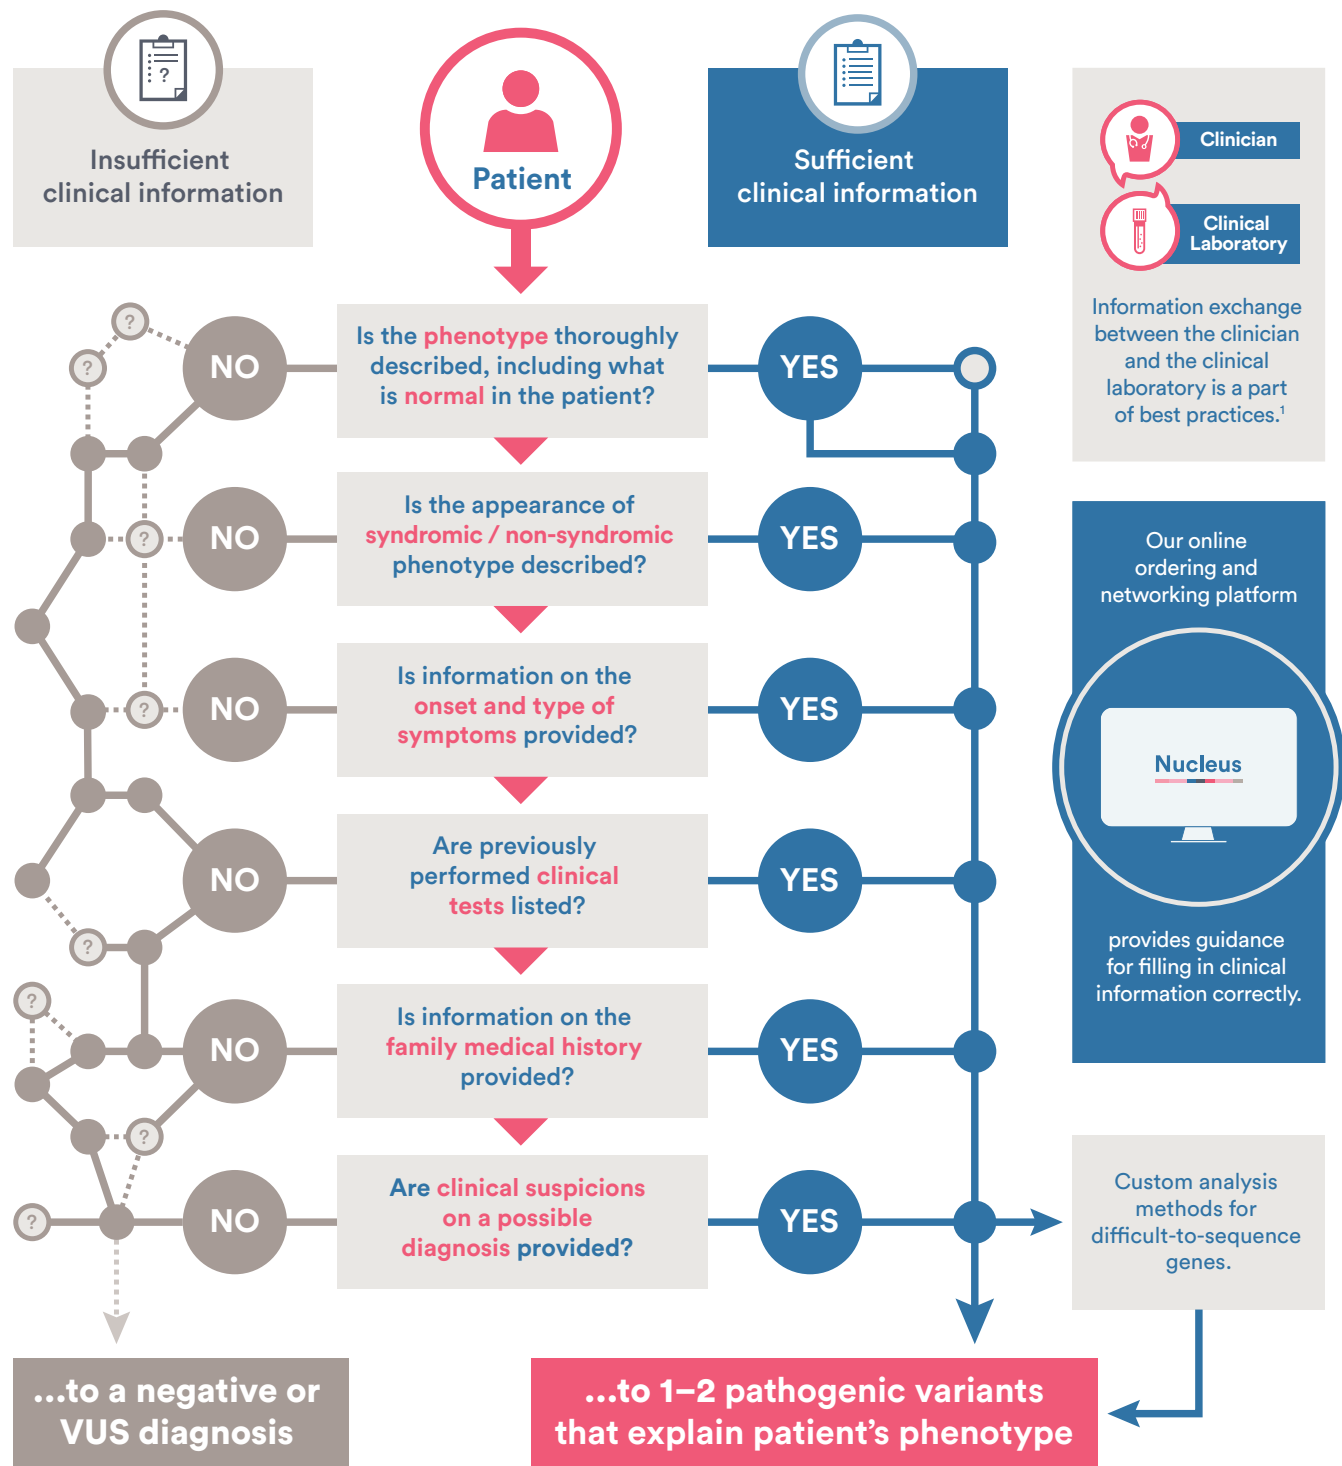 ?
Insufficient
clinical information
Patient
Sufficient
clinical information
Clinician
Clinical
Laboratory
Information exchange
between the clinician
and the clinical
laboratory is a part
of best practices.¹
?
?
NO
Is the phenotype thoroughly
described, including what
is normal in the patient?
YES
?
NO
Is the appearance of
syndromic / non-syndromic
phenotype described?
YES
?
NO
Is information on the
onset and type of
symptoms provided?
YES
?
NO
Are previously
performed clinical
tests listed?
YES
?
?
NO
Is information on the
family medical history
provided?
YES
?
NO
Are clinical suspicions
on a possible
diagnosis provided?
YES
Our online
ordering and
networking platform
Nucleus
provides guidance
for filling in clinical
information correctly.
Custom analysis
methods for
difficult-to-sequence
genes.
...to a negative or
VUS diagnosis
...to 1–2 pathogenic variants
that explain patient's phenotype